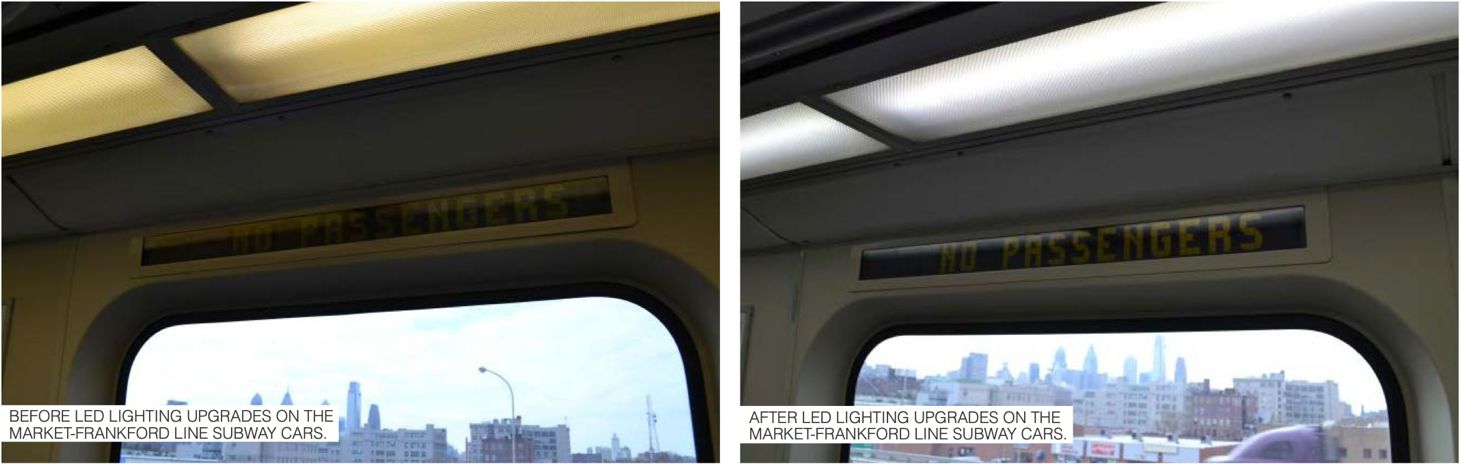 NO PASSENGERS
BEFORE LED LIGHTING UPGRADES ON THE
MARKET-FRANKFORD LINE SUBWAY CARS.
NO PASSENGERS
AFTER LED LIGHTING UPGRADES ON THE
MARKET-FRANKFORD LINE SUBWAY CARS.